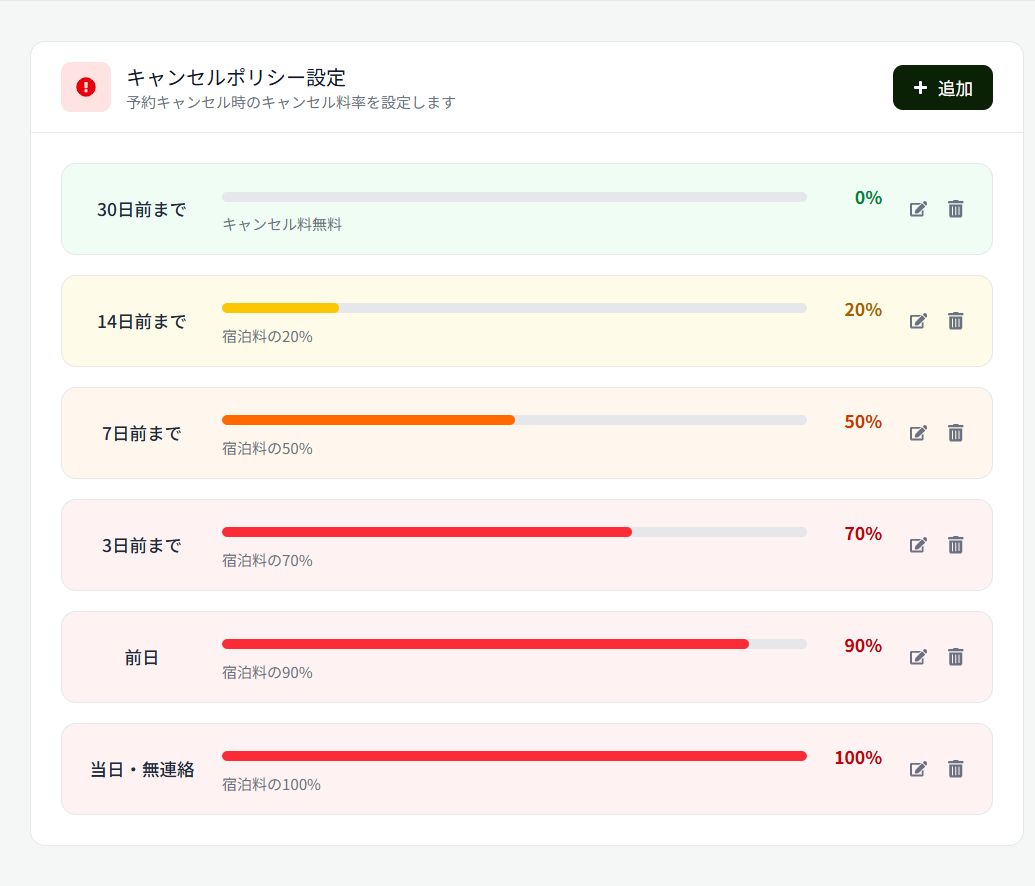 キャンセルポリシー設定
予約キャンセル時のキャンセル料率を設定します
追加
30日前まで
0%
キャンセル料無料
14日前まで
20%
宿泊料の20%
7日前まで
50%
宿泊料の50%
3日前まで
70%
宿泊料の70%
前日
90%
宿泊料の90%
当日・無連絡
100%
宿泊料の100%